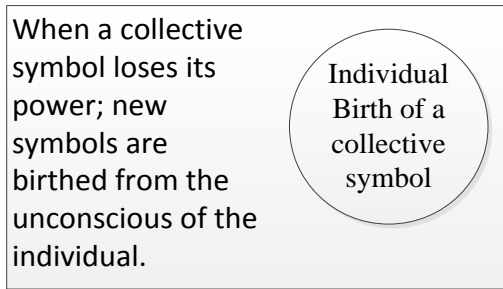 When a collective
symbol loses its
power; new
symbols are
birthed from the
unconscious of the
individual.
Individual
Birth of a
collective
symbol